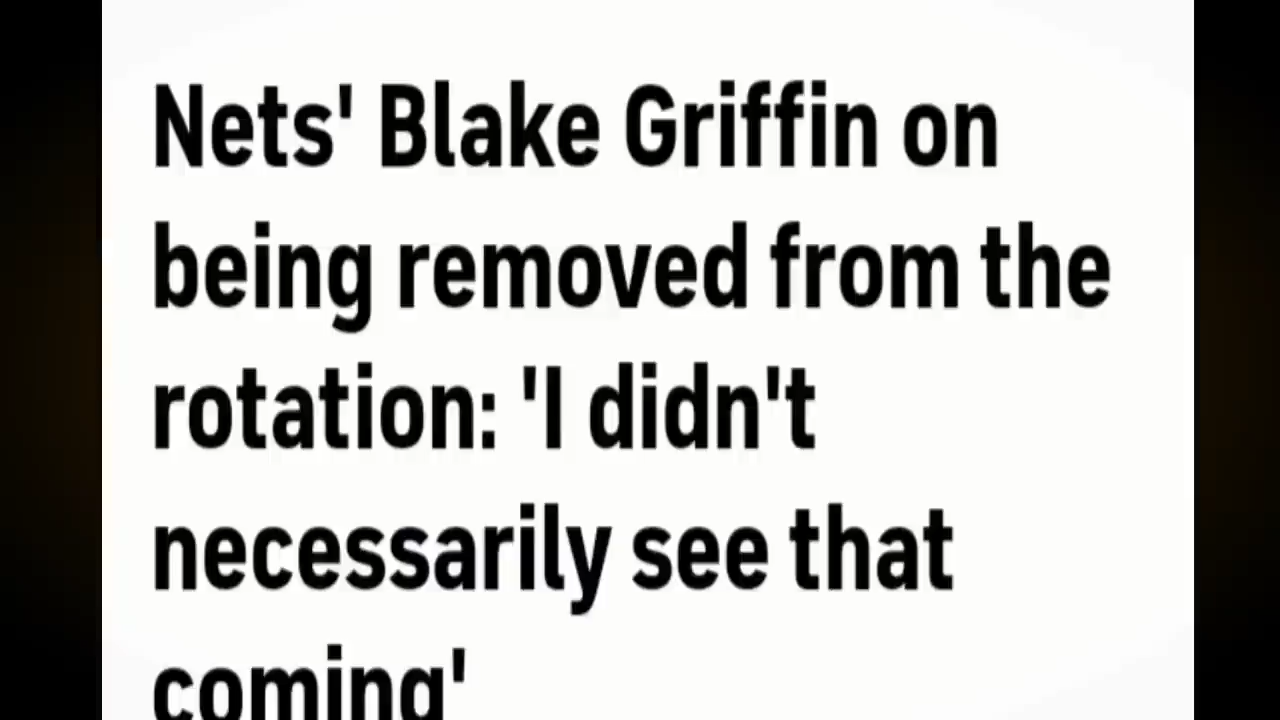 Nets' Blake Griffin on
being removed from the
rotation: 'I didn't
necessarily see that
coming'